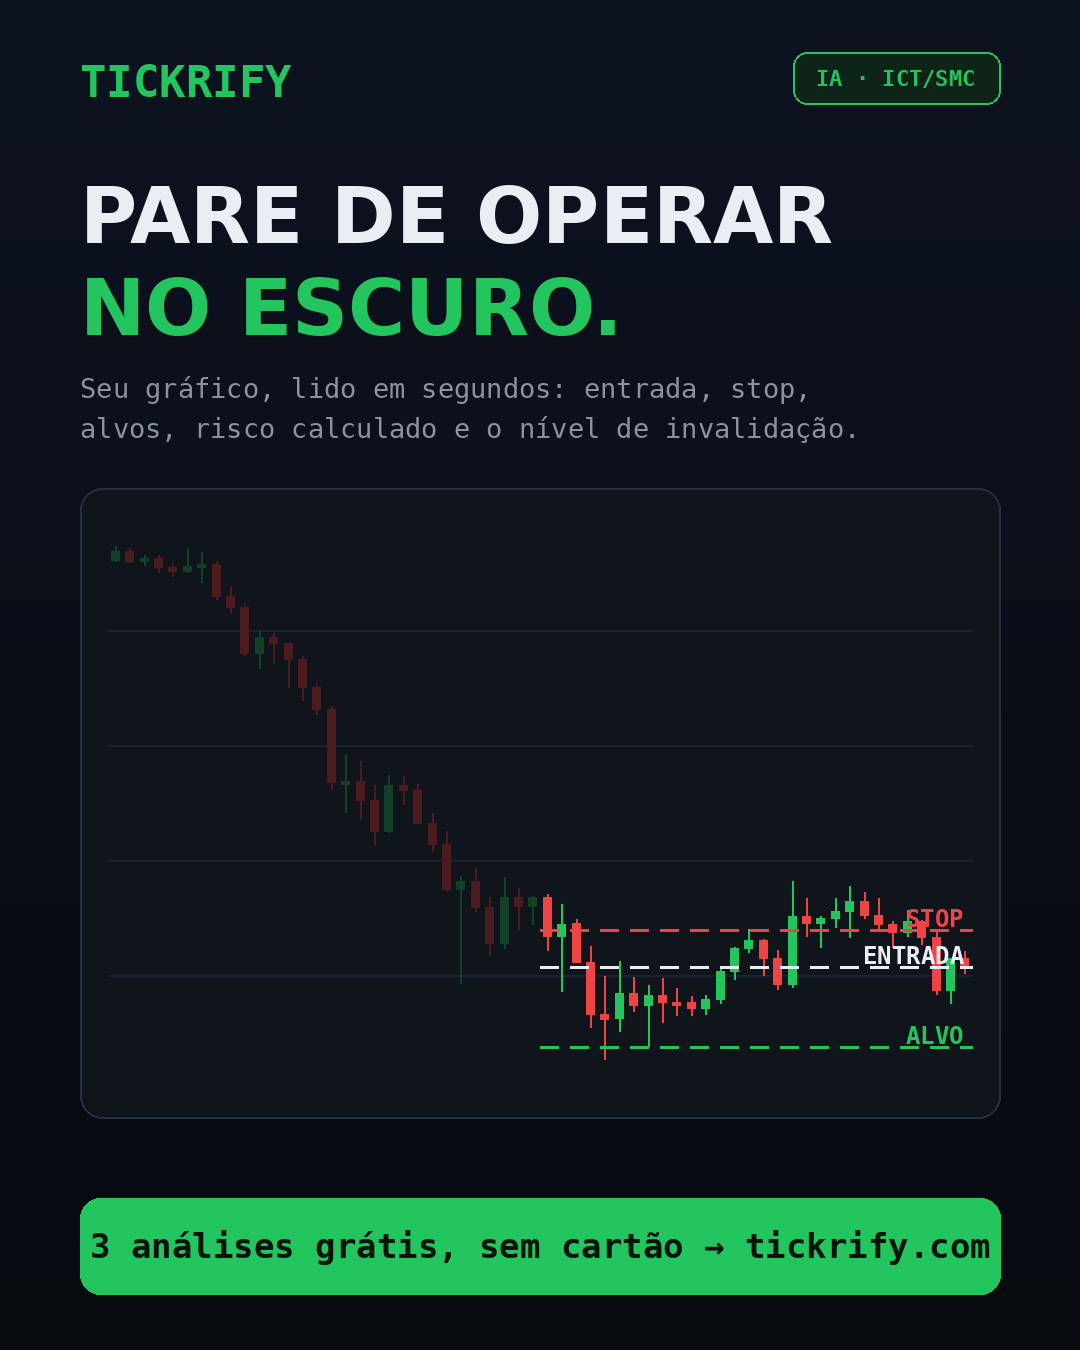 TICKRIFY
IA · ICT/SMC
PARE DE OPERAR
NO ESCURO.
Seu gráfico, lido em segundos: entrada, stop,
alvos, risco calculado e o nível de invalidação.
STOP
ENTRADA
ALVO
3 análises grátis, sem cartão → tickrify.com